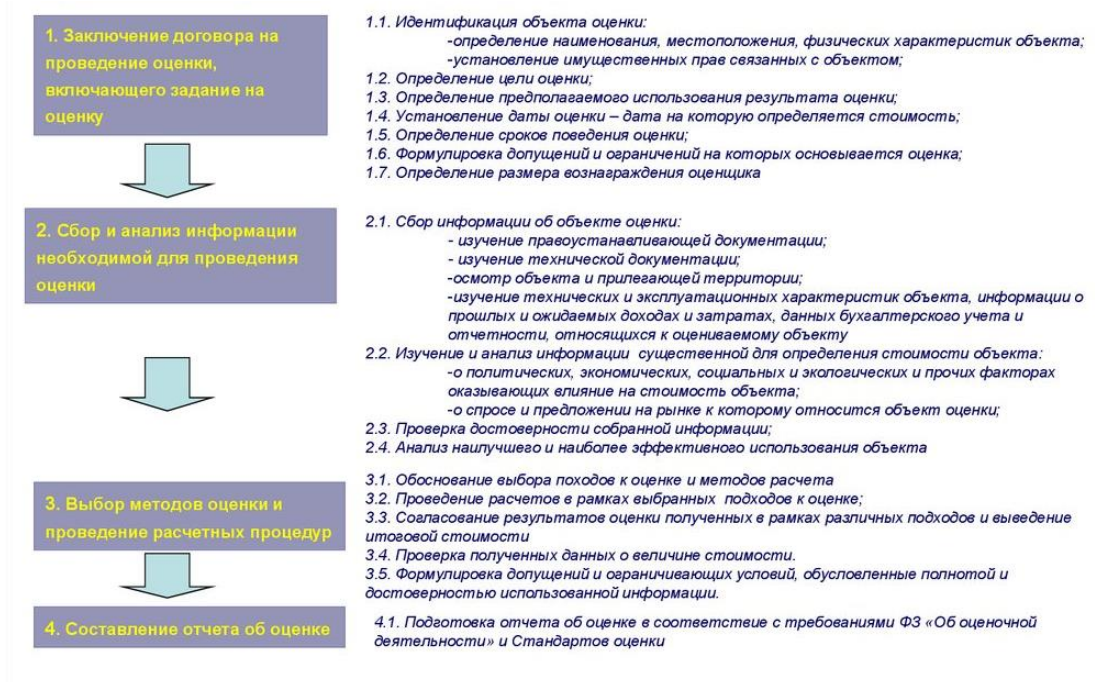 1. Заключение договора на
проведение оценки,
включающего задание на
оценку
1.1. Идентификация объекта оценки:
-определение наименования, местоположения, физических характеристик объекта;
-установление имущественных прав связанных с объектом;
1.2. Определение цели оценки;
1.3. Определение предполагаемого использования результата оценки;
1.4. Установление даты оценки – дата на которую определяется стоимость;
1.5. Определение сроков поведения оценки;
1.6. Формулировка допущений и ограничений на которых основывается оценка;
1.7. Определение размера вознаграждения оценщика
2. Сбор и анализ информации
необходимой для проведения
оценки
2.1. Сбор информации об объекте оценки:
- изучение правоустанавливающей документации;
- изучение технической документации;
-осмотр объекта и прилегающей территории;
-изучение технических и эксплуатационных характеристик объекта, информации о
прошлых и ожидаемых доходах и затратах, данных бухгалтерского учета и
отчетности, относящихся к оцениваемому объекту
2.2. Изучение и анализ информации существенной для определения стоимости объекта:
-о политических, экономических, социальных и экологических и прочих факторах
оказывающих влияние на стоимость объекта;
-о спросе и предложении на рынке к которому относится объект оценки;
2.3. Проверка достоверности собранной информации;
2.4. Анализ наилучшего и наиболее эффективного использования объекта
3. Выбор методов оценки и
проведение расчетных процедур
3.1. Обоснование выбора походов к оценке и методов расчета
3.2. Проведение расчетов в рамках выбранных подходов к оценке;
3.3. Согласование результатов оценки полученных в рамках различных подходов и выведение
итоговой стоимости
3.4. Проверка полученных данных о величине стоимости.
3.5. Формулировка допущений и ограничивающих условий, обусловленные полнотой и
достоверностью использованной информации.
4. Составление отчета об оценке
4.1. Подготовка отчета об оценке в соответствие с требованиями ФЗ «Об оценочной
деятельности» и Стандартов оценки